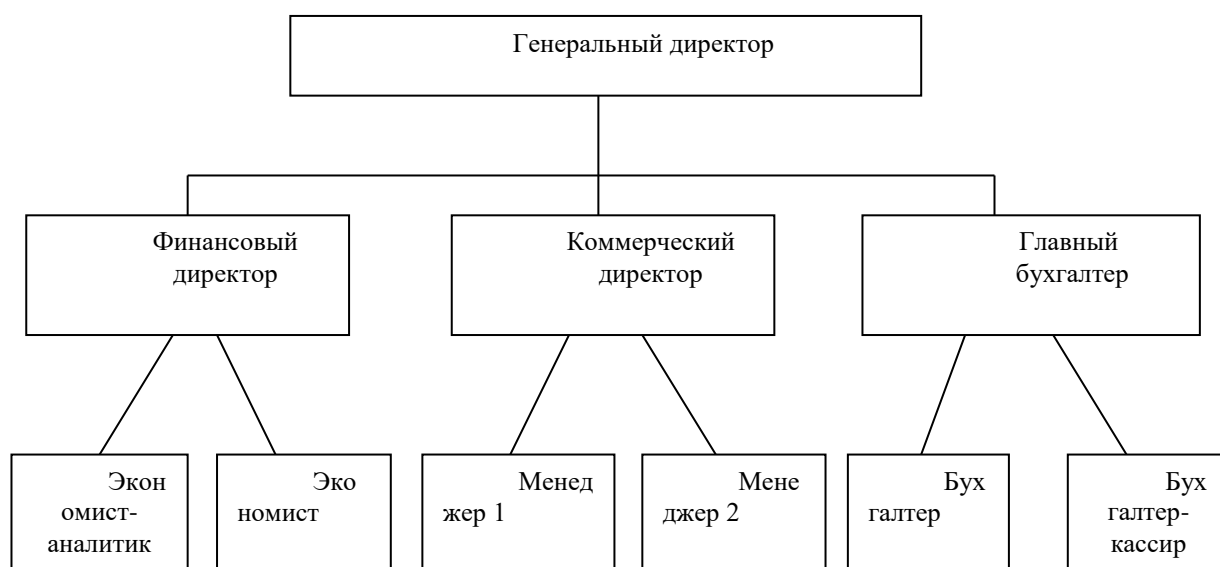 Генеральный директор
Финансовый
директор
Коммерческий
директор
Главный
бухгалтер
Экон
омист-
аналитик
Эко
номист
Менед
жер 1
Мене
джер 2
Бух
галтер
Бух
галтер-
кассир